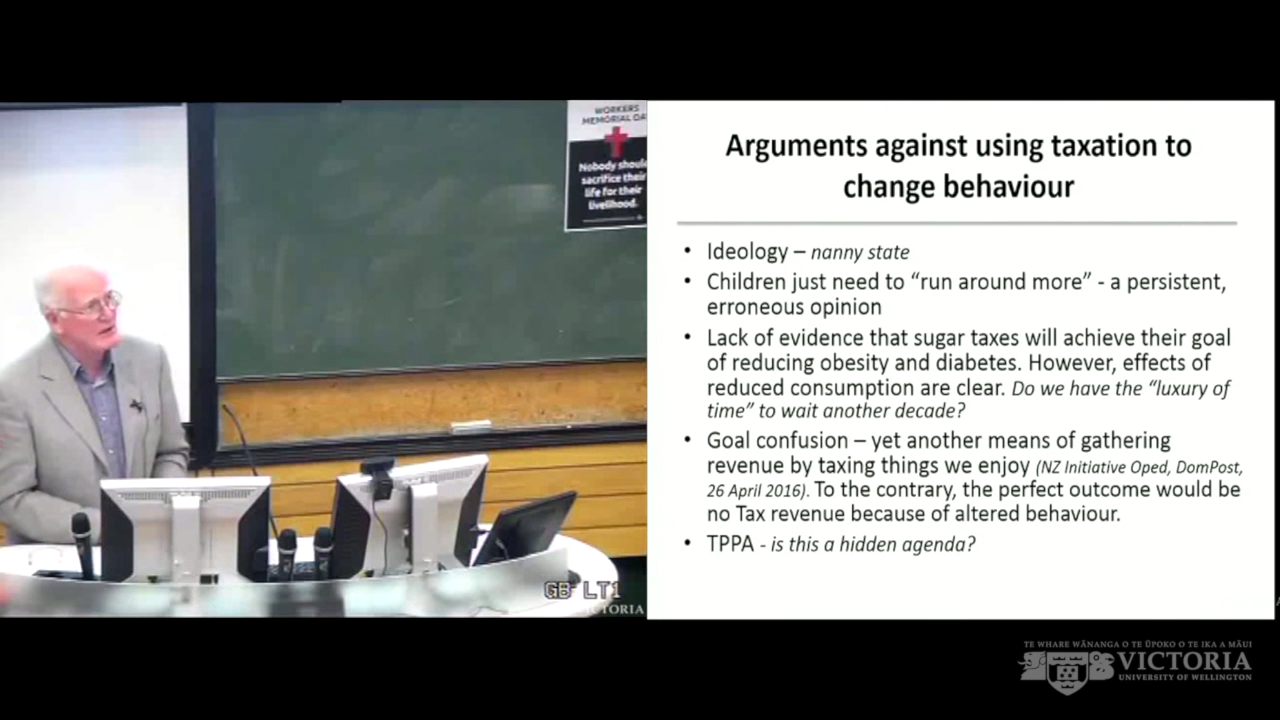 WORKERS
MEMORIAL DA
Nobody shoul
sacrifice their
life for their
livelihood.
GB LT1
VICTORIA
Arguments against using taxation to
change behaviour
• Ideology – nanny state
• Children just need to “run around more” - a persistent,
erroneous opinion
• Lack of evidence that sugar taxes will achieve their goal
of reducing obesity and diabetes. However, effects of
reduced consumption are clear. Do we have the “luxury of
time” to wait another decade?
• Goal confusion – yet another means of gathering
revenue by taxing things we enjoy (NZ Initiative Oped, DomPost,
26 April 2016). To the contrary, the perfect outcome would be
no Tax revenue because of altered behaviour.
• TPPA - is this a hidden agenda?
TE WHARE WĀNANGA O TE ŪPOKO O TE IKA A MĀUI
VICTORIA
UNIVERSITY OF WELLINGTON